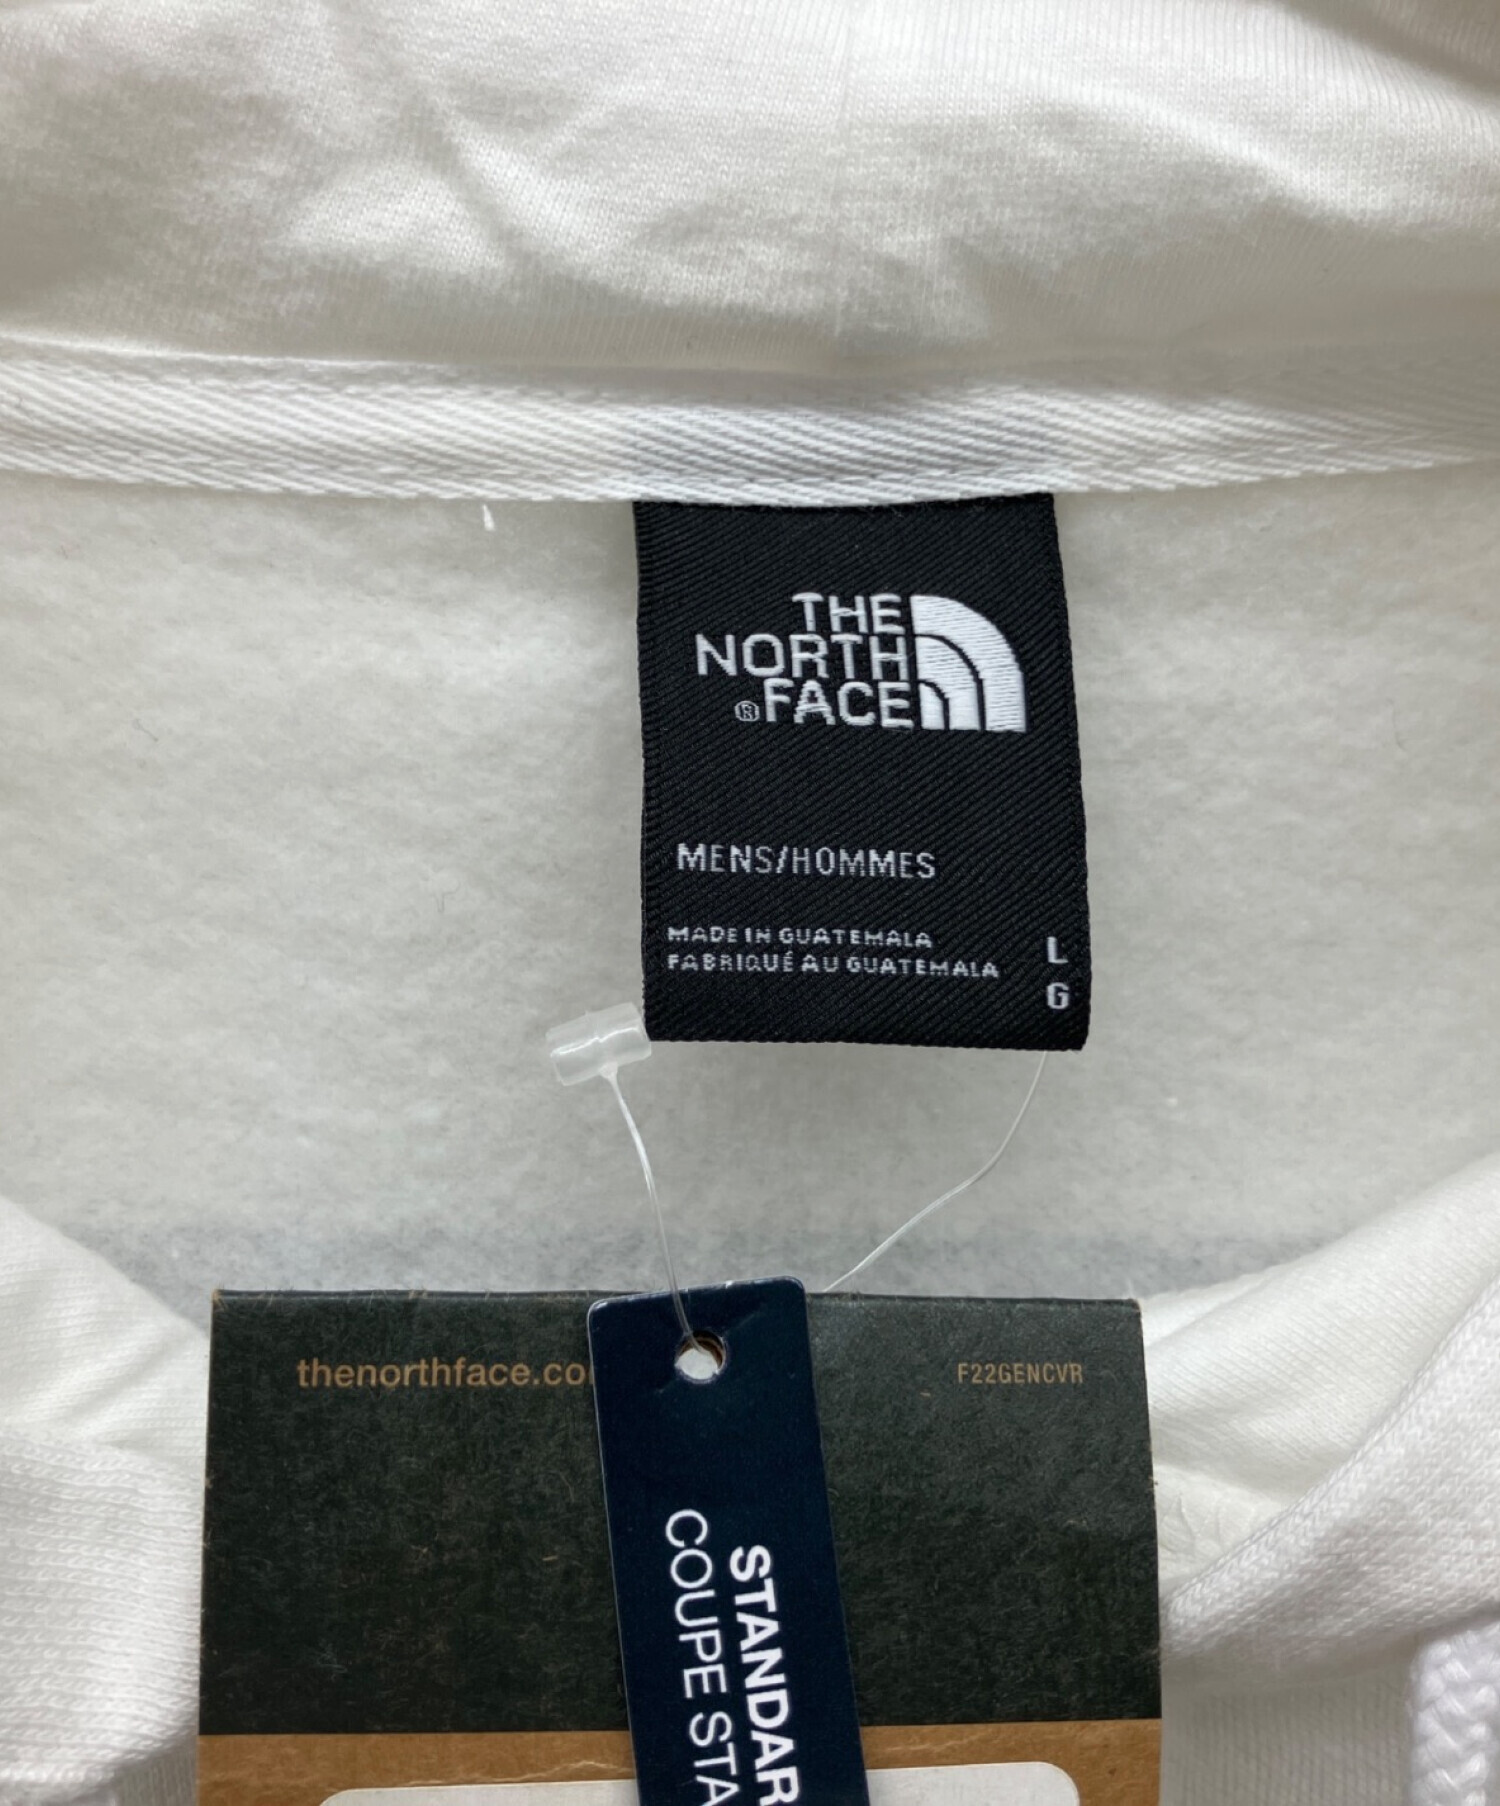 THE
NORTH
® FACE
MENS/HOMMES
MADE IN GUATEMALA
FABRIQUÉ AU GUATEMALA
L
G
thenorthface.co
F22GENCVR
STANDAR
COUPE STA